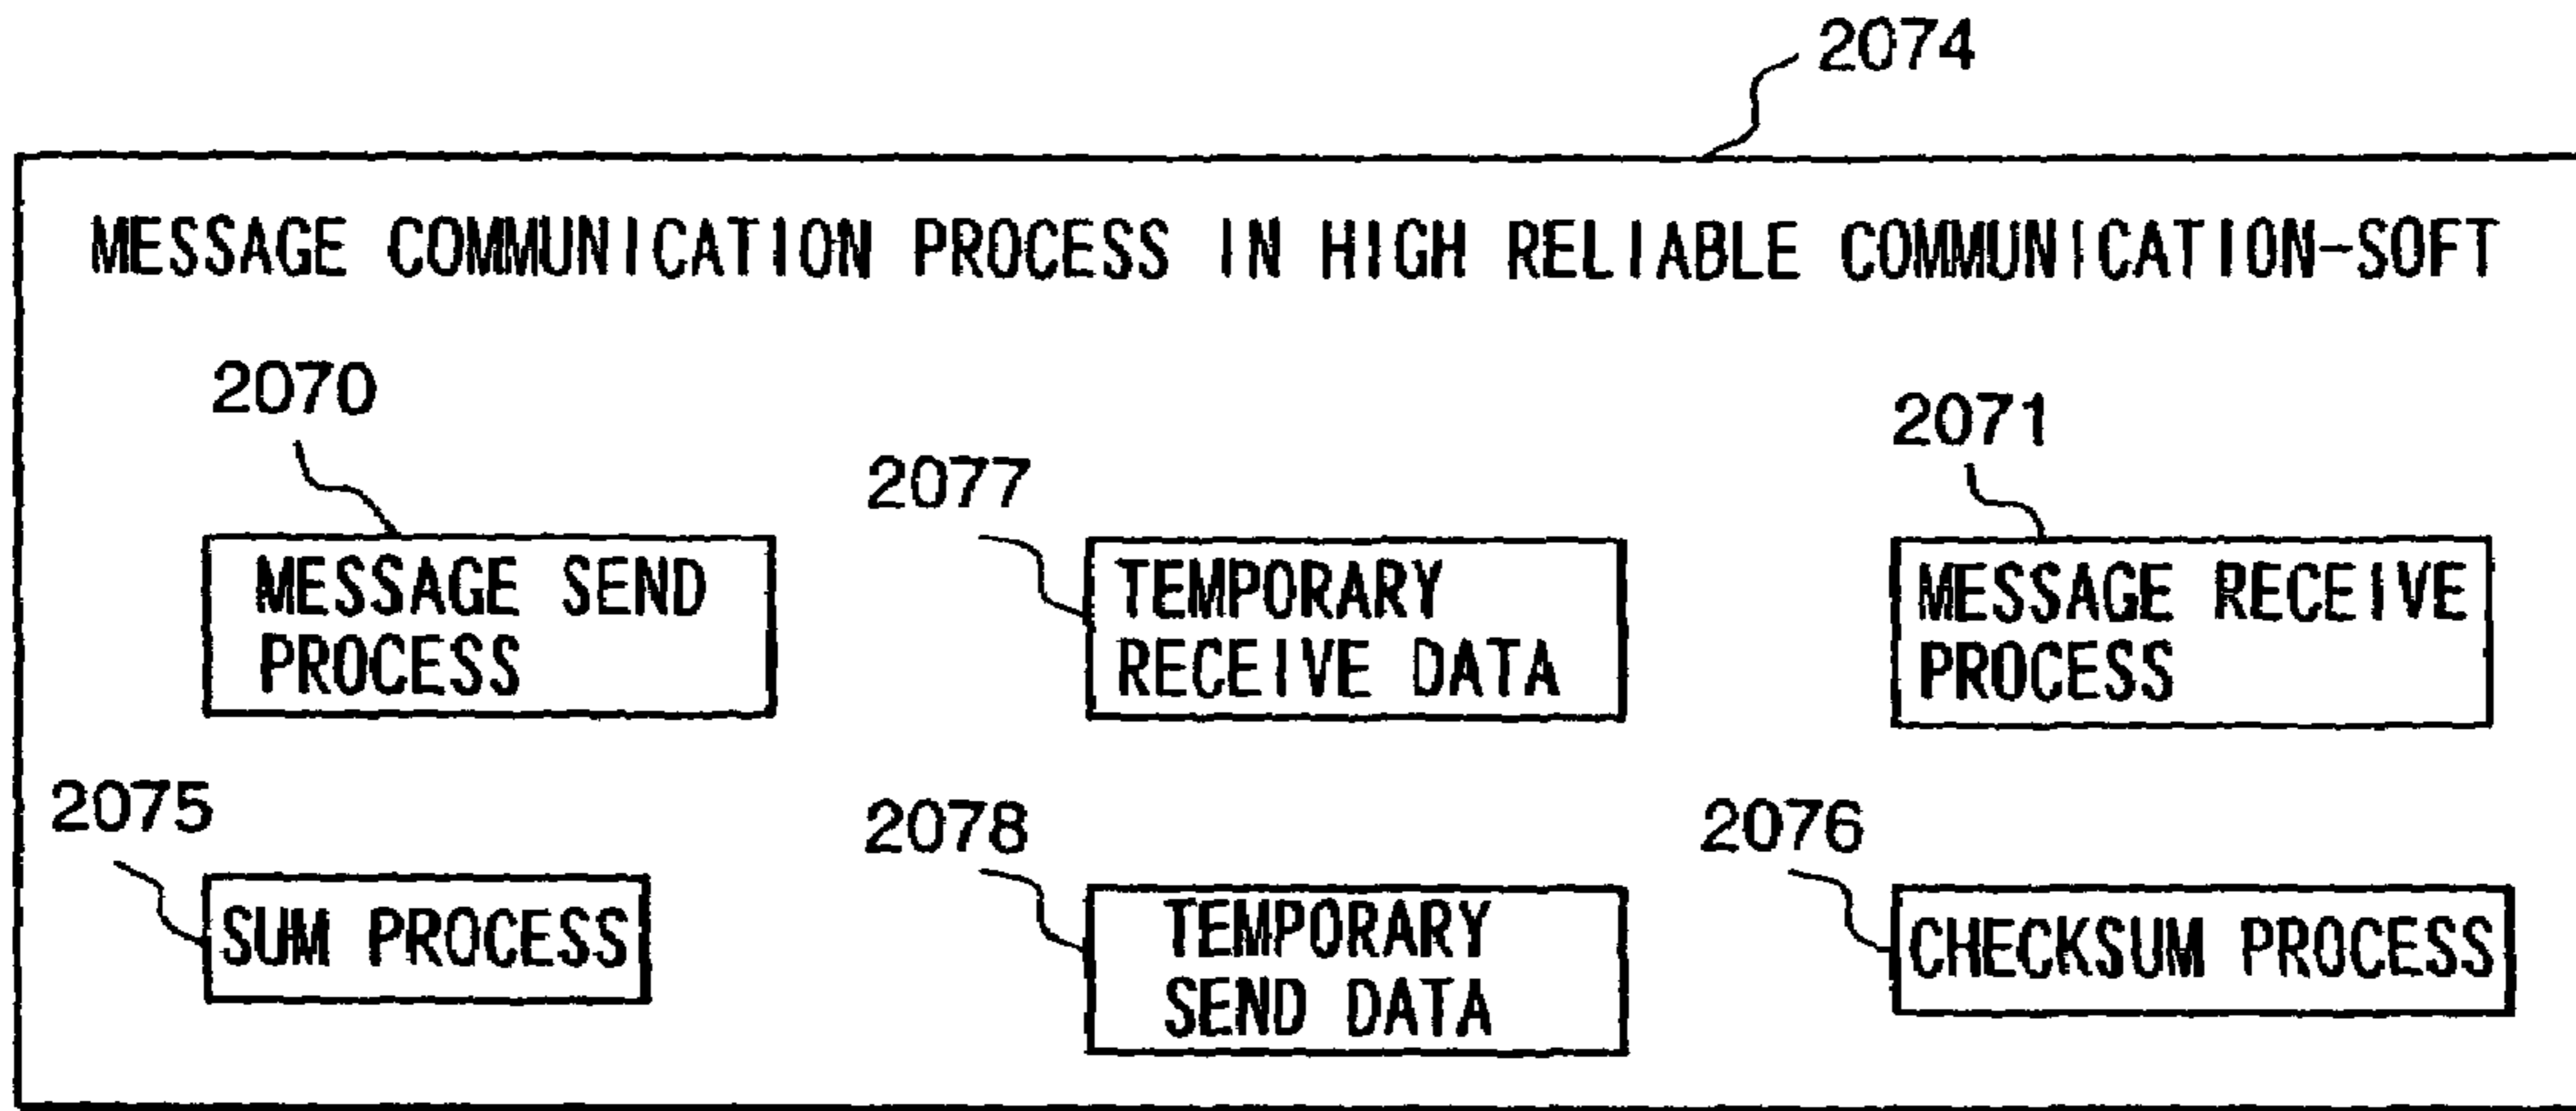 2074
MESSAGE COMMUNICATION PROCESS IN HIGH RELIABLE COMMUNICATION-SOFT
2070
2077
2071
MESSAGE SEND
PROCESS
TEMPORARY
RECEIVE DATA
MESSAGE RECEIVE
PROCESS
2075
2078
2076
SUM PROCESS
TEMPORARY
SEND DATA
CHECKSUM PROCESS